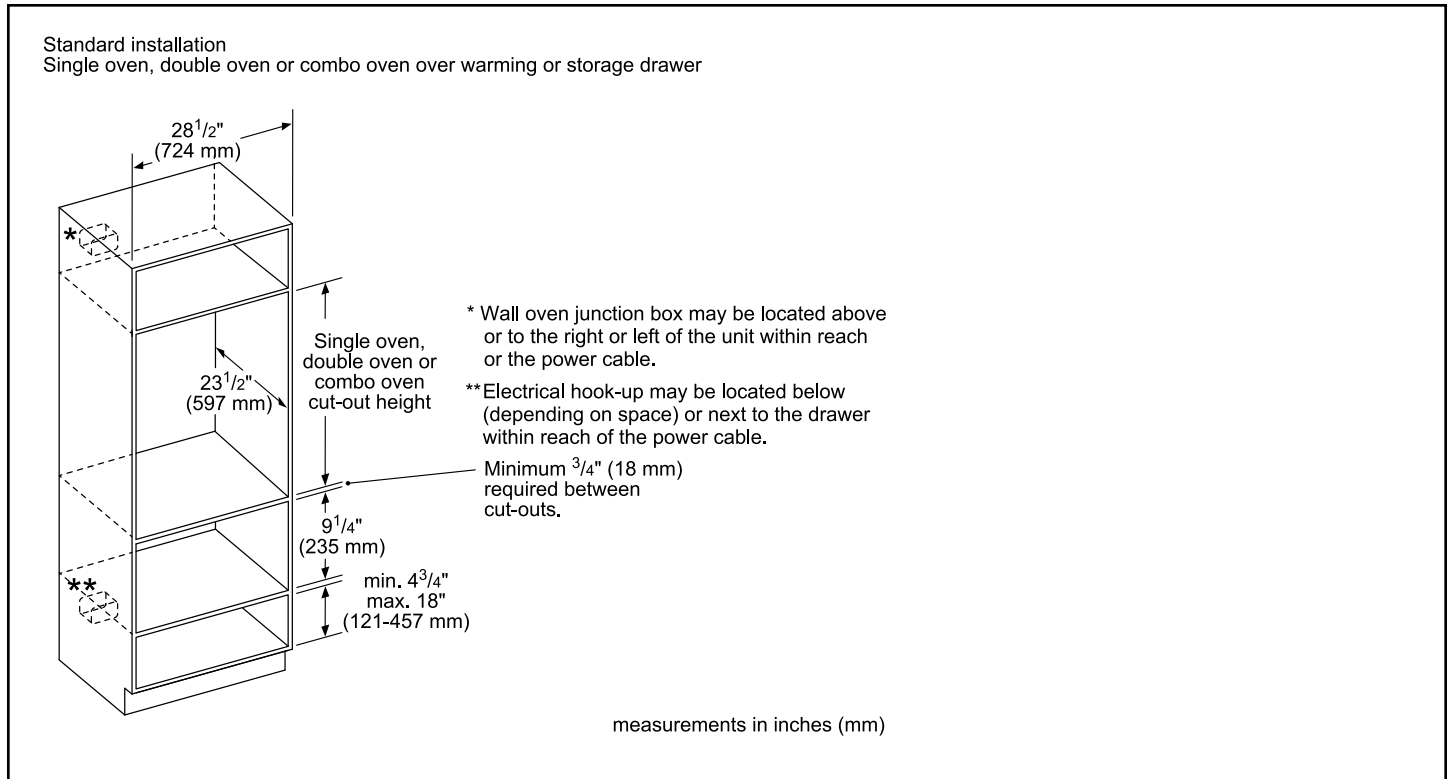 Standard installation
Single oven, double oven or combo oven over warming or storage drawer
28 1/2"
(724 mm)
*
Single oven,
double oven or
combo oven
cut-out height
23 1/2"
(597 mm)
* Wall oven junction box may be located above
or to the right or left of the unit within reach
or the power cable.
**Electrical hook-up may be located below
(depending on space) or next to the drawer
within reach of the power cable.
Minimum 3/4" (18 mm)
required between
cut-outs.
9 1/4"
(235 mm)
**
min. 4 3/4"
max. 18"
(121-457 mm)
measurements in inches (mm)